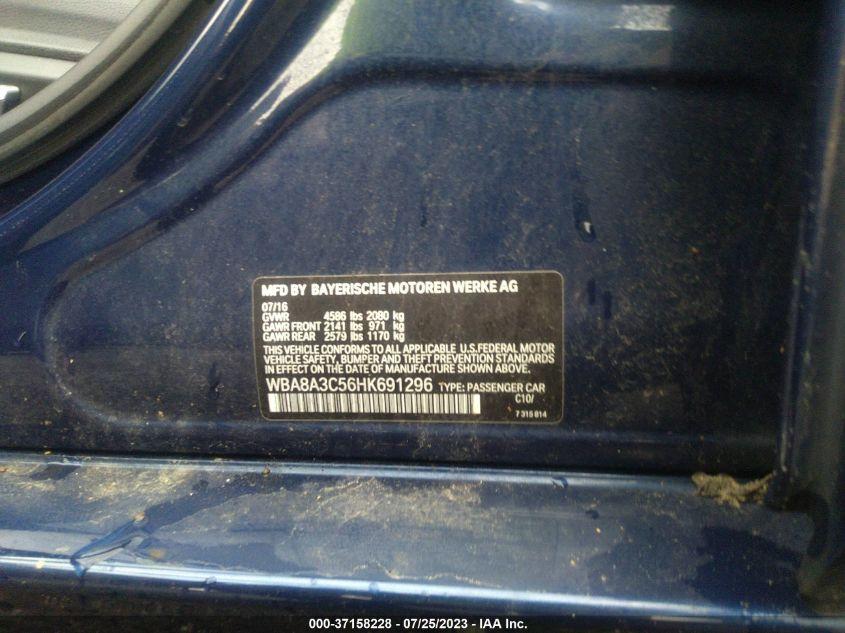 MFD BY BAYERISCHE MOTOREN WERKE AG
07/16
GVWR 4586 lbs 2080 kg
GAWR FRONT 2141 lbs 971 kg
GAWR REAR 2579 lbs 1170 kg
THIS VEHICLE CONFORMS TO ALL APPLICABLE U.S.FEDERAL MOTOR
VEHICLE SAFETY, BUMPER AND THEFT PREVENTION STANDARDS
IN EFFECT ON THE DATE OF MANUFACTURE SHOWN ABOVE.
WBA8A3C56HK691296 TYPE: PASSENGER CAR
C10/
7 315 814
000-37158228 - 07/25/2023 - IAA Inc.